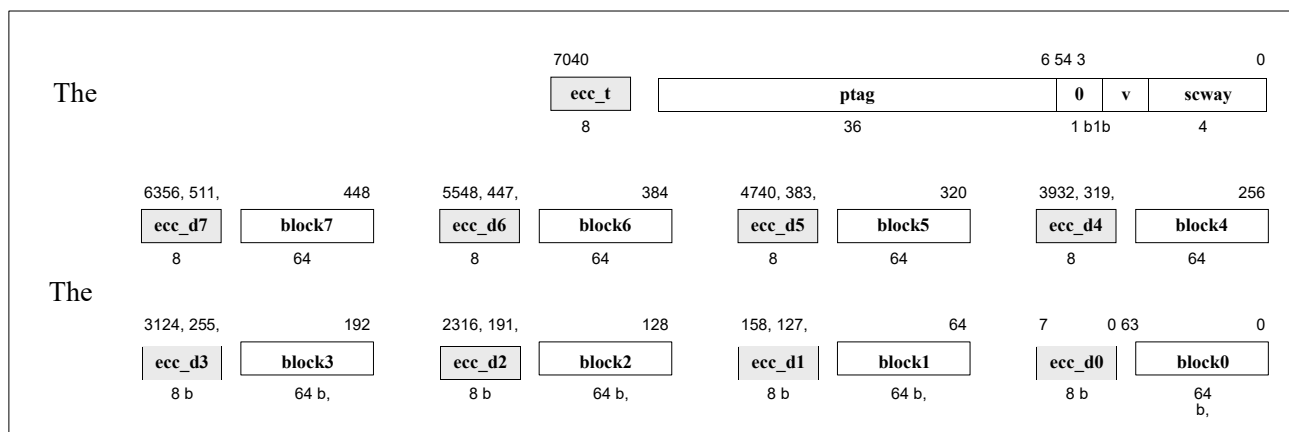 7040 6 54 3 0
The ecc_t ptag 0 v scway
8 36 1 b1b 4
6356, 511, 448 5548, 447, 384 4740, 383, 320 3932, 319, 256
ecc_d7 block7 ecc_d6 block6 ecc_d5 block5 ecc_d4 block4
8 64 8 64 8 64 8 64
The
3124, 255, 192 2316, 191, 128 158, 127, 64 7 0 63 0
ecc_d3 block3 ecc_d2 block2 ecc_d1 block1 ecc_d0 block0
8 b 64 b, 8 b 64 b, 8 b 64 b, 8 b 64
b,